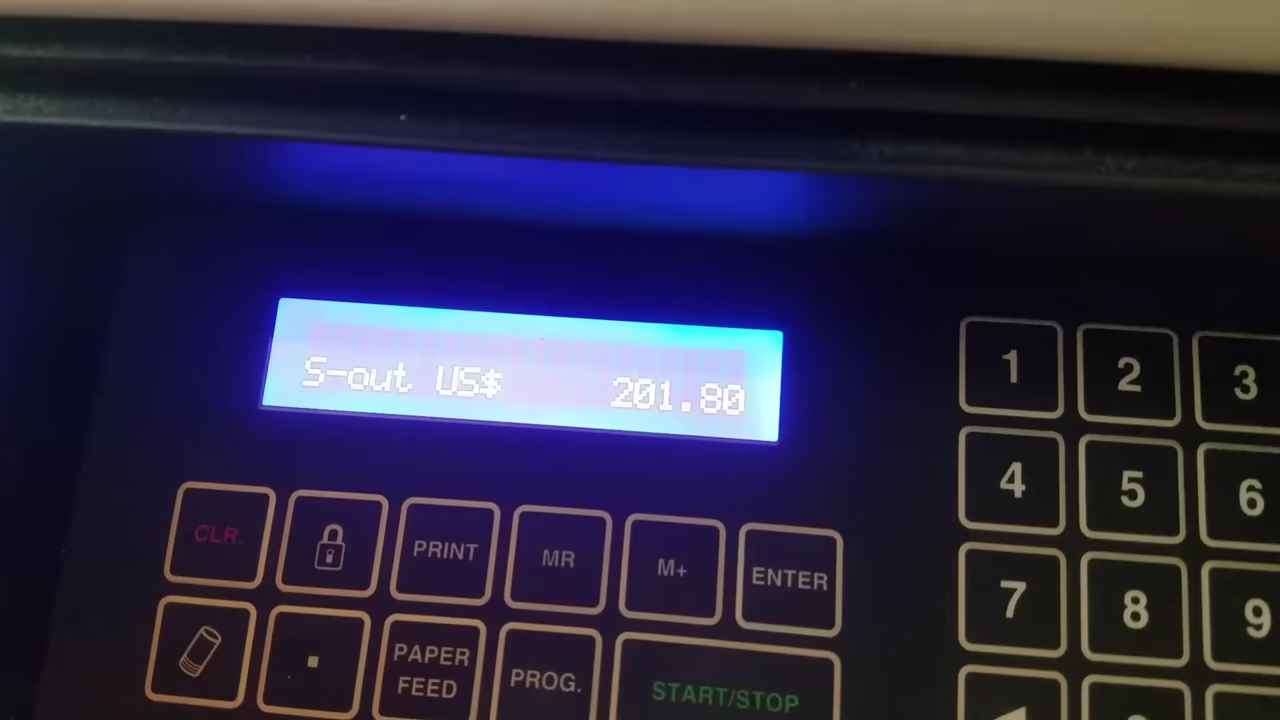 S-out US$ 201.80
1 2 3
CLR. PRINT MR M+ ENTER
4 5 6
PAPER FEED PROG. START/STOP
7 8 9